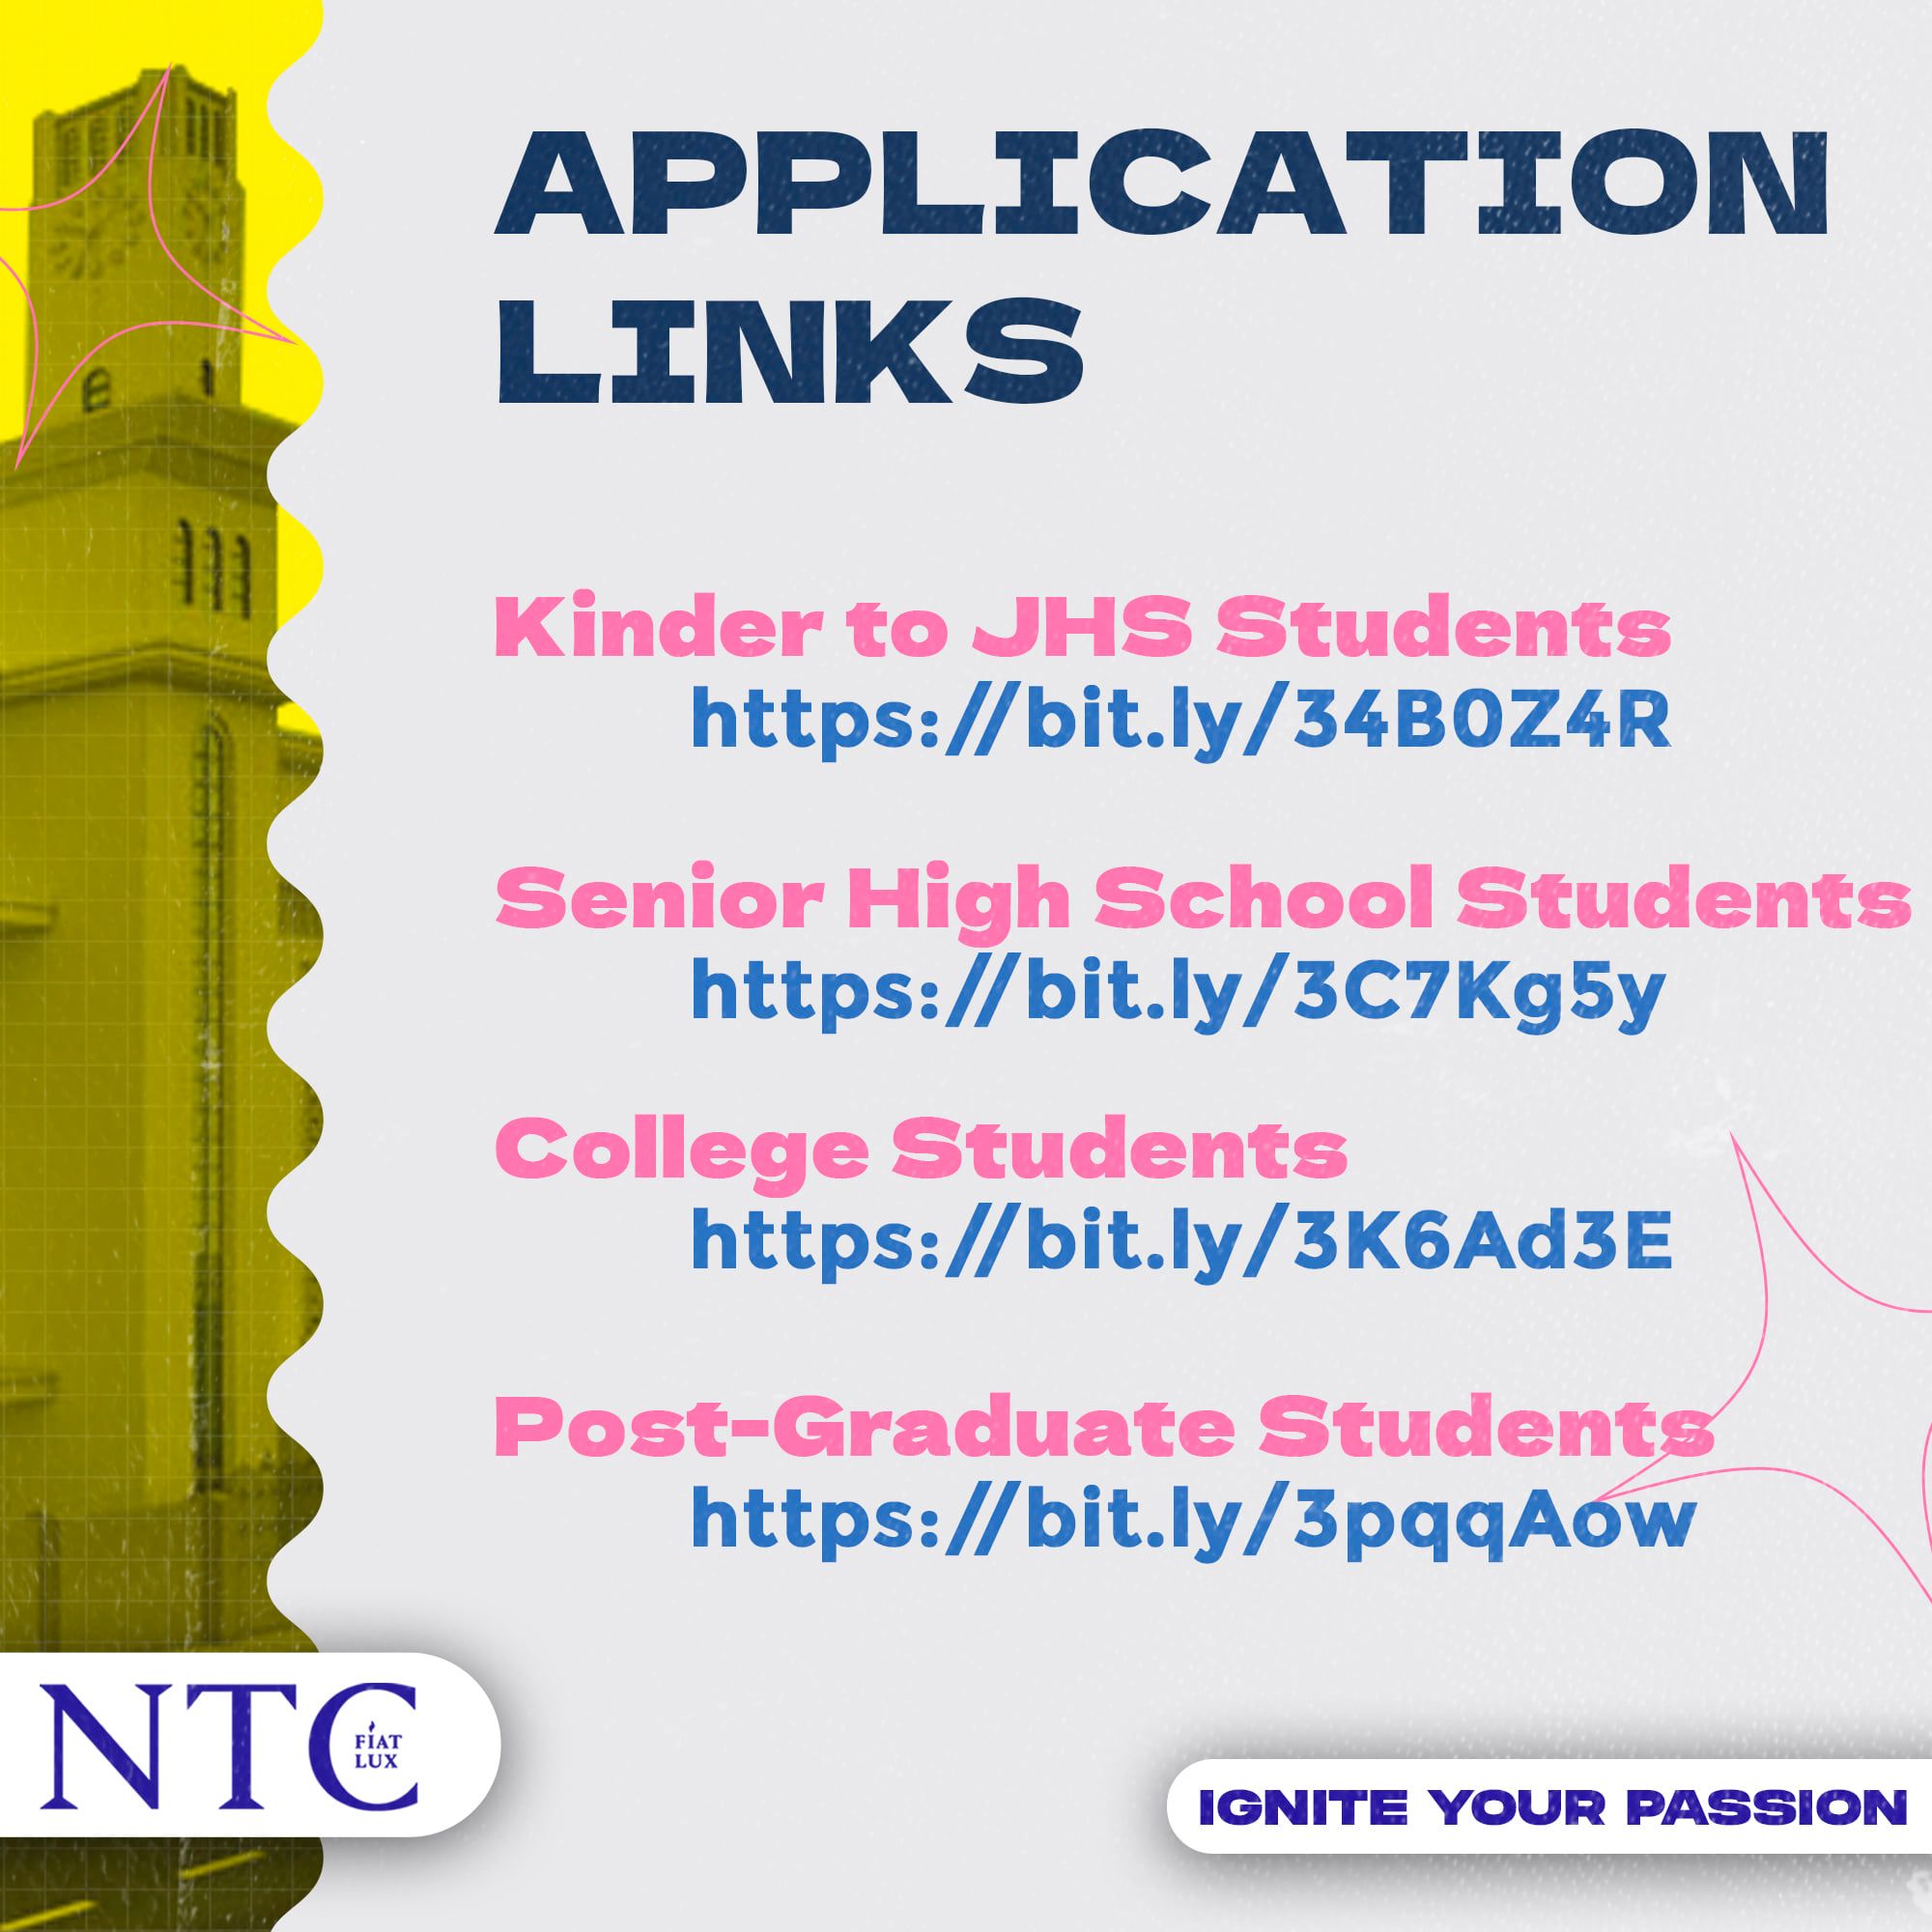 APPLICATION
LINKS
Kinder to JHS Students
https://bit.ly/34B0Z4R
Senior High School Students
https://bit.ly/3C7Kg5y
College Students
https://bit.ly/3K6Ad3E
Post-Graduate Students
https://bit.ly/3pqqAow
NTC
FIAT
LUX
IGNITE YOUR PASSION